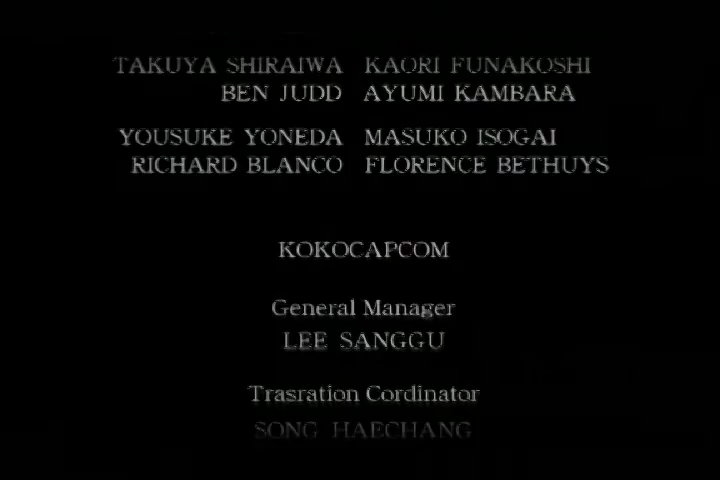 TAKUYA SHIRAIWA KAORI FUNAKOSHI
BEN JUDD AYUMI KAMBARA
YOUSUKE YONEDA MASUKO ISOGAI
RICHARD BLANCO FLORENCE BETHUYS
KOKOCAPCOM
General Manager
LEE SANGGU
Trasration Cordinator
SONG HAECHANG